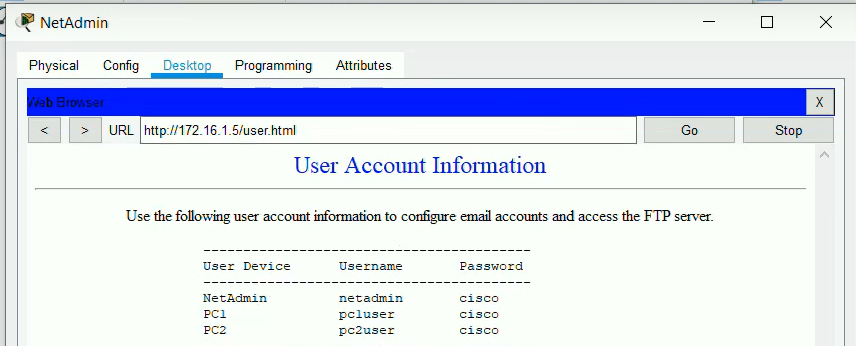 NetAdmin
Physical Config Desktop Programming Attributes
Web Browser X
< > URL http://172.16.1.5/user.html Go Stop
User Account Information
Use the following user account information to configure email accounts and access the FTP server.
-----------------------------------------
User Device Username Password
-----------------------------------------
NetAdmin netadmin cisco
PC1 pc1user cisco
PC2 pc2user cisco